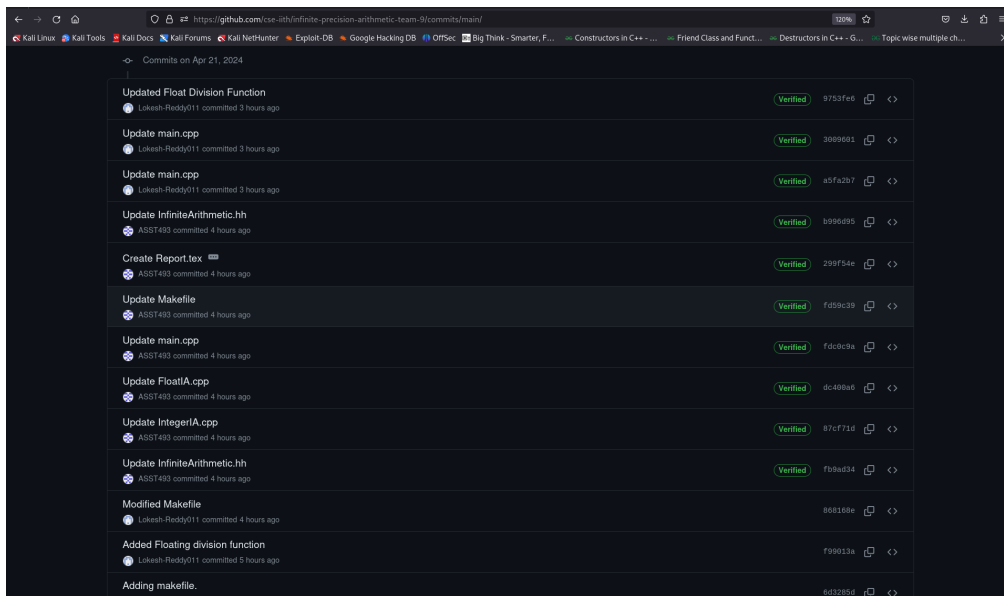 https://github.com/cse-iith/infinite-precision-arithmetic-team-9/commits/main/ 120%
Kali Linux Kali Tools Kali Docs Kali Forums Kali NetHunter Exploit-DB Google Hacking DB OffSec Big Think - Smarter, F... Constructors in C++ - ... Friend Class and Funct... Destructors in C++ - G... Topic wise multiple ch...
Commits on Apr 21, 2024
Updated Float Division Function
Lokesh-Reddy011 committed 3 hours ago Verified 9753fe6
Update main.cpp
Lokesh-Reddy011 committed 3 hours ago Verified 3009601
Update main.cpp
Lokesh-Reddy011 committed 3 hours ago Verified a5fa2b7
Update InfiniteArithmetic.hh
ASST493 committed 4 hours ago Verified b996d95
Create Report.tex
ASST493 committed 4 hours ago Verified 299f54e
Update Makefile
ASST493 committed 4 hours ago Verified fd59c39
Update main.cpp
ASST493 committed 4 hours ago Verified fdc0c9a
Update FloatIA.cpp
ASST493 committed 4 hours ago Verified dc400a6
Update IntegerIA.cpp
ASST493 committed 4 hours ago Verified 87cf71d
Update InfiniteArithmetic.hh
ASST493 committed 4 hours ago Verified fb9ad34
Modified Makefile
Lokesh-Reddy011 committed 4 hours ago 868168e
Added Floating division function
Lokesh-Reddy011 committed 5 hours ago f99013a
Adding makefile.
6d3285d